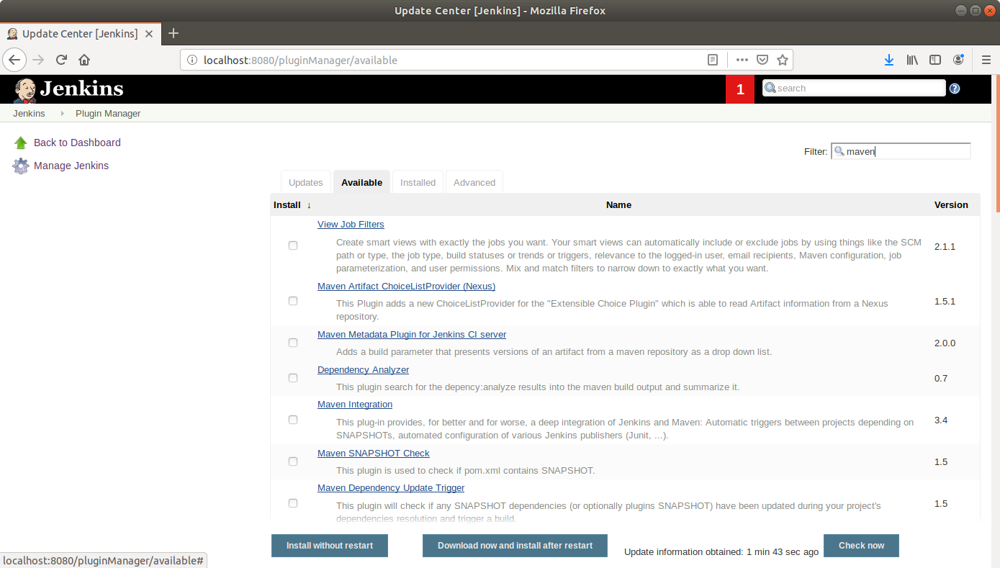 Update Center [Jenkins] - Mozilla Firefox
Update Center [Jenkins]
localhost:8080/pluginManager/available
Jenkins
1
search
Jenkins
Plugin Manager
Back to Dashboard
Manage Jenkins
Filter: maven
Updates
Available
Installed
Advanced
Install ↓
Name
Version
View Job Filters
Create smart views with exactly the jobs you want. Your smart views can automatically include or exclude jobs by using things like the SCM
path or type, the job type, build statuses or trends or triggers, relevance to the logged-in user, email recipients, Maven configuration, job
parameterization, and user permissions. Mix and match filters to narrow down to exactly what you want.
2.1.1
Maven Artifact ChoiceListProvider (Nexus)
This Plugin adds a new ChoiceListProvider for the "Extensible Choice Plugin" which is able to read Artifact information from a Nexus
repository.
1.5.1
Maven Metadata Plugin for Jenkins CI server
Adds a build parameter that presents versions of an artifact from a maven repository as a drop down list.
2.0.0
Dependency Analyzer
This plugin search for the depency:analyze results into the maven build output and summarize it.
0.7
Maven Integration
This plug-in provides, for better and for worse, a deep integration of Jenkins and Maven: Automatic triggers between projects depending on
SNAPSHOTs, automated configuration of various Jenkins publishers (Junit, ...).
3.4
Maven SNAPSHOT Check
This plugin is used to check if pom.xml contains SNAPSHOT.
1.5
Maven Dependency Update Trigger
This plugin will check if any SNAPSHOT dependencies (or optionally plugins SNAPSHOT) have been updated during your project's
dependencies resolution and trigger a build.
1.5
Install without restart
Download now and install after restart
Update information obtained: 1 min 43 sec ago
Check now
localhost:8080/pluginManager/available#